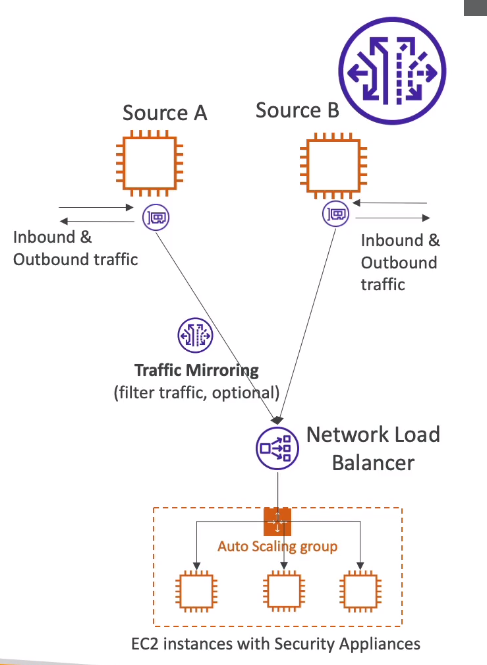 Source A
Source B
Inbound &
Outbound traffic
Inbound &
Outbound
traffic
Traffic Mirroring
(filter traffic, optional)
Network Load
Balancer
Auto Scaling group
EC2 instances with Security Appliances